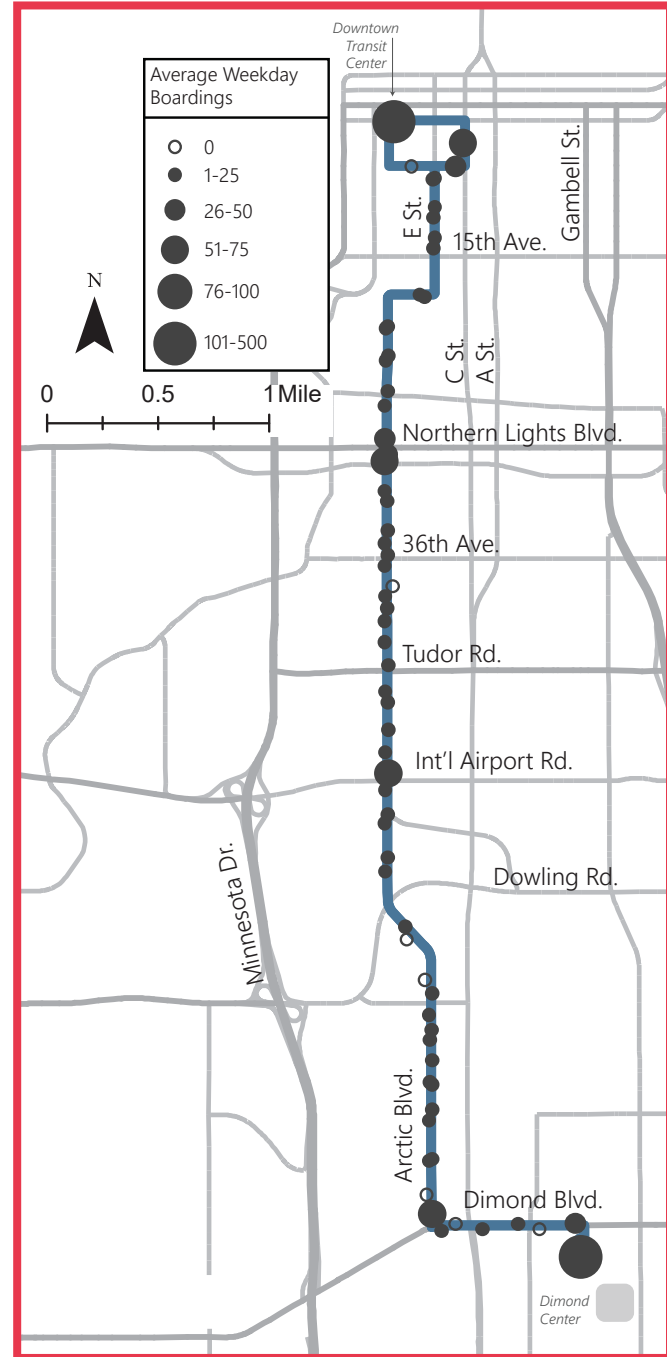 Downtown
Transit
Center
Average Weekday
Boardings
0
1-25
26-50
51-75
76-100
101-500
N
0 0.5 1Mile
E St.
Gambell St.
15th Ave.
C St.
A St.
Northern Lights Blvd.
36th Ave.
Tudor Rd.
Int'l Airport Rd.
Minnesota Dr.
Dowling Rd.
Arctic Blvd.
Dimond Blvd.
Dimond
Center